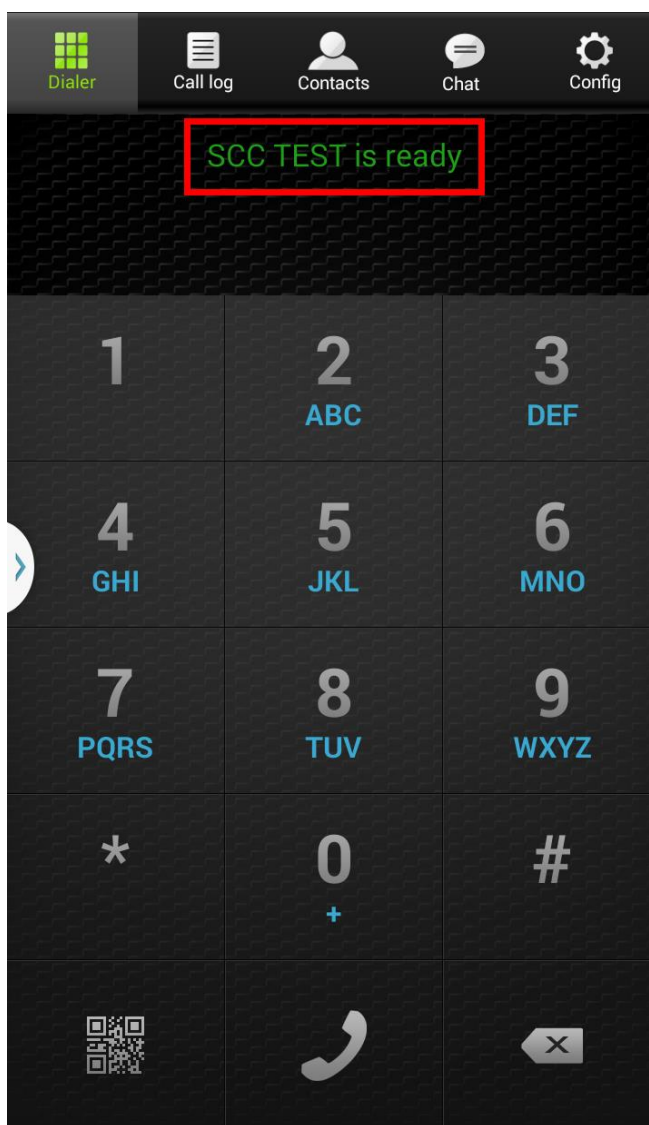 Dialer Call log Contacts Chat Config
SCC TEST is ready
1 2 3
ABC DEF
4 5 6
GHI JKL MNO
7 8 9
PQRS TUV WXYZ
* 0 #
+